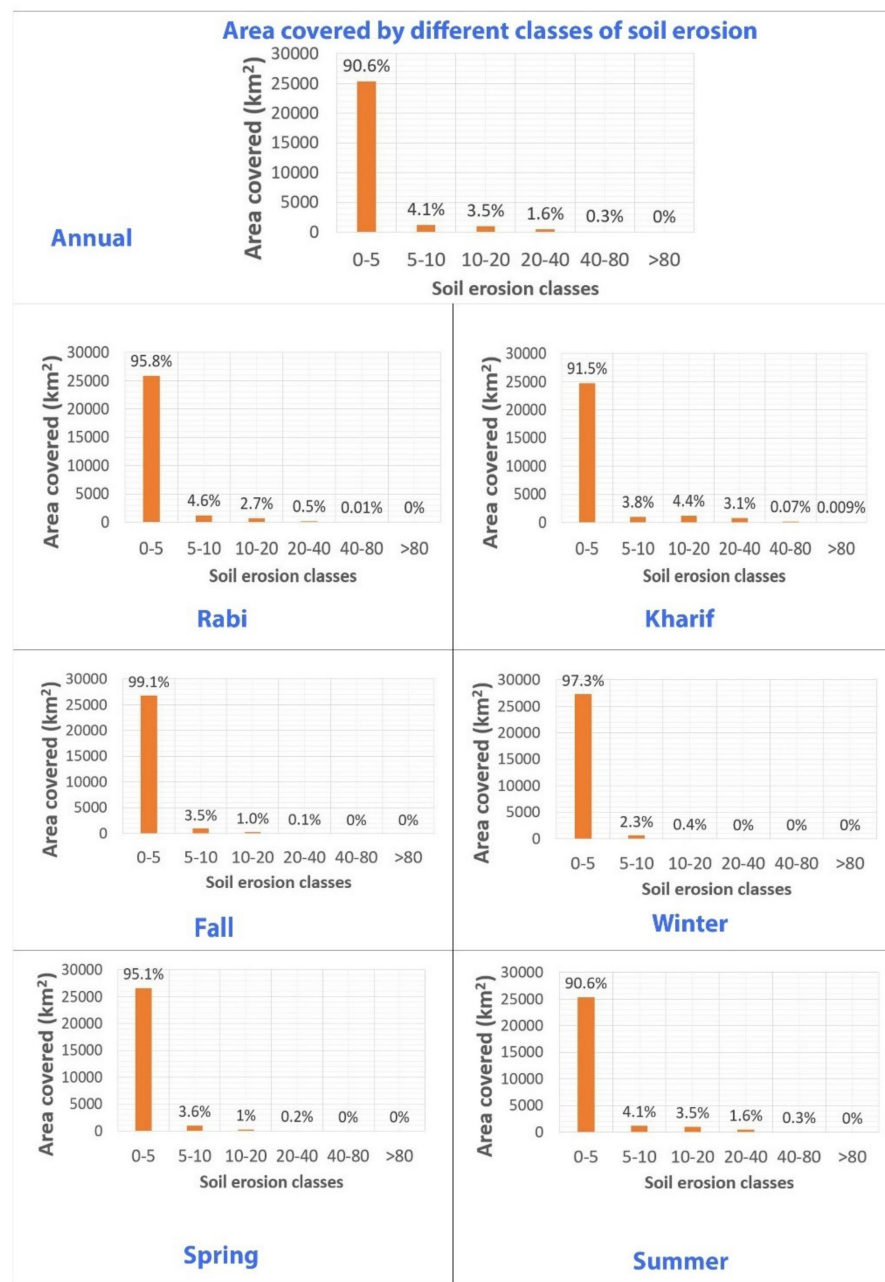 Area covered by different classes of soil erosion
Area covered (km²)
30000
25000
20000
15000
10000
5000
0
90.6%
4.1% 3.5% 1.6% 0.3% 0%
0-5 5-10 10-20 20-40 40-80 >80
Soil erosion classes
Annual
Area covered (km²)
30000
25000
20000
15000
10000
5000
0
95.8%
4.6% 2.7% 0.5% 0.01% 0%
0-5 5-10 10-20 20-40 40-80 >80
Soil erosion classes
Rabi
Area covered (km²)
30000
25000
20000
15000
10000
5000
0
91.5%
3.8% 4.4% 3.1% 0.07% 0.009%
0-5 5-10 10-20 20-40 40-80 >80
Soil erosion classes
Kharif
Area covered (km²)
30000
25000
20000
15000
10000
5000
0
99.1%
3.5% 1.0% 0.1% 0% 0%
0-5 5-10 10-20 20-40 40-80 >80
Soil erosion classes
Fall
Area covered (km²)
30000
25000
20000
15000
10000
5000
0
97.3%
2.3% 0.4% 0% 0% 0%
0-5 5-10 10-20 20-40 40-80 >80
Soil erosion classes
Winter
Area covered (km²)
30000
25000
20000
15000
10000
5000
0
95.1%
3.6% 1% 0.2% 0% 0%
0-5 5-10 10-20 20-40 40-80 >80
Soil erosion classes
Spring
Area covered (km²)
30000
25000
20000
15000
10000
5000
0
90.6%
4.1% 3.5% 1.6% 0.3% 0%
0-5 5-10 10-20 20-40 40-80 >80
Soil erosion classes
Summer